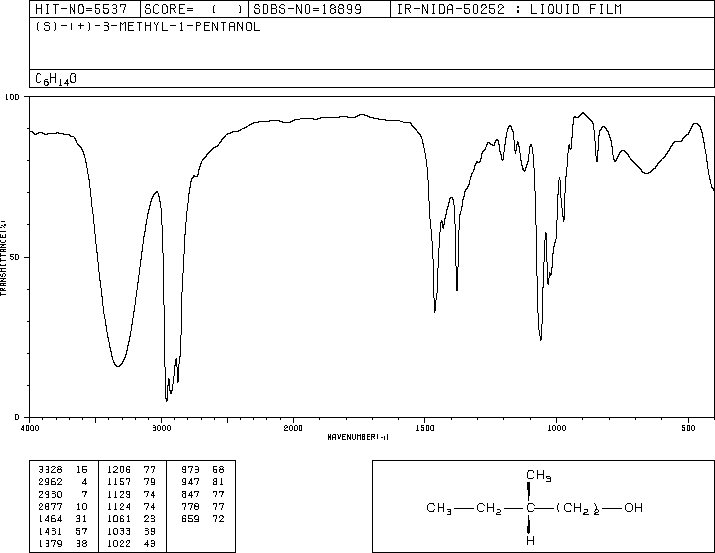 HIT-NO=5537 SCORE= ( ) SDBS-NO=18899 IR-NIDA-50252 : LIQUID FILM
(S)-(+)-3-METHYL-1-PENTANOL
C6H14O
100
50
0
TRANSMITTANCE(%)
4000 3000 2000 1500 1000 500
WAVENUMBER(-1)
3328 16 1206 77 973 68
2962 4 1157 79 947 81
2930 7 1129 74 847 77
2877 10 1124 74 778 77
1464 31 1061 23 659 72
1431 57 1033 39
1379 38 1022 43
CH3
CH3 CH2 C (CH2)2 OH
H